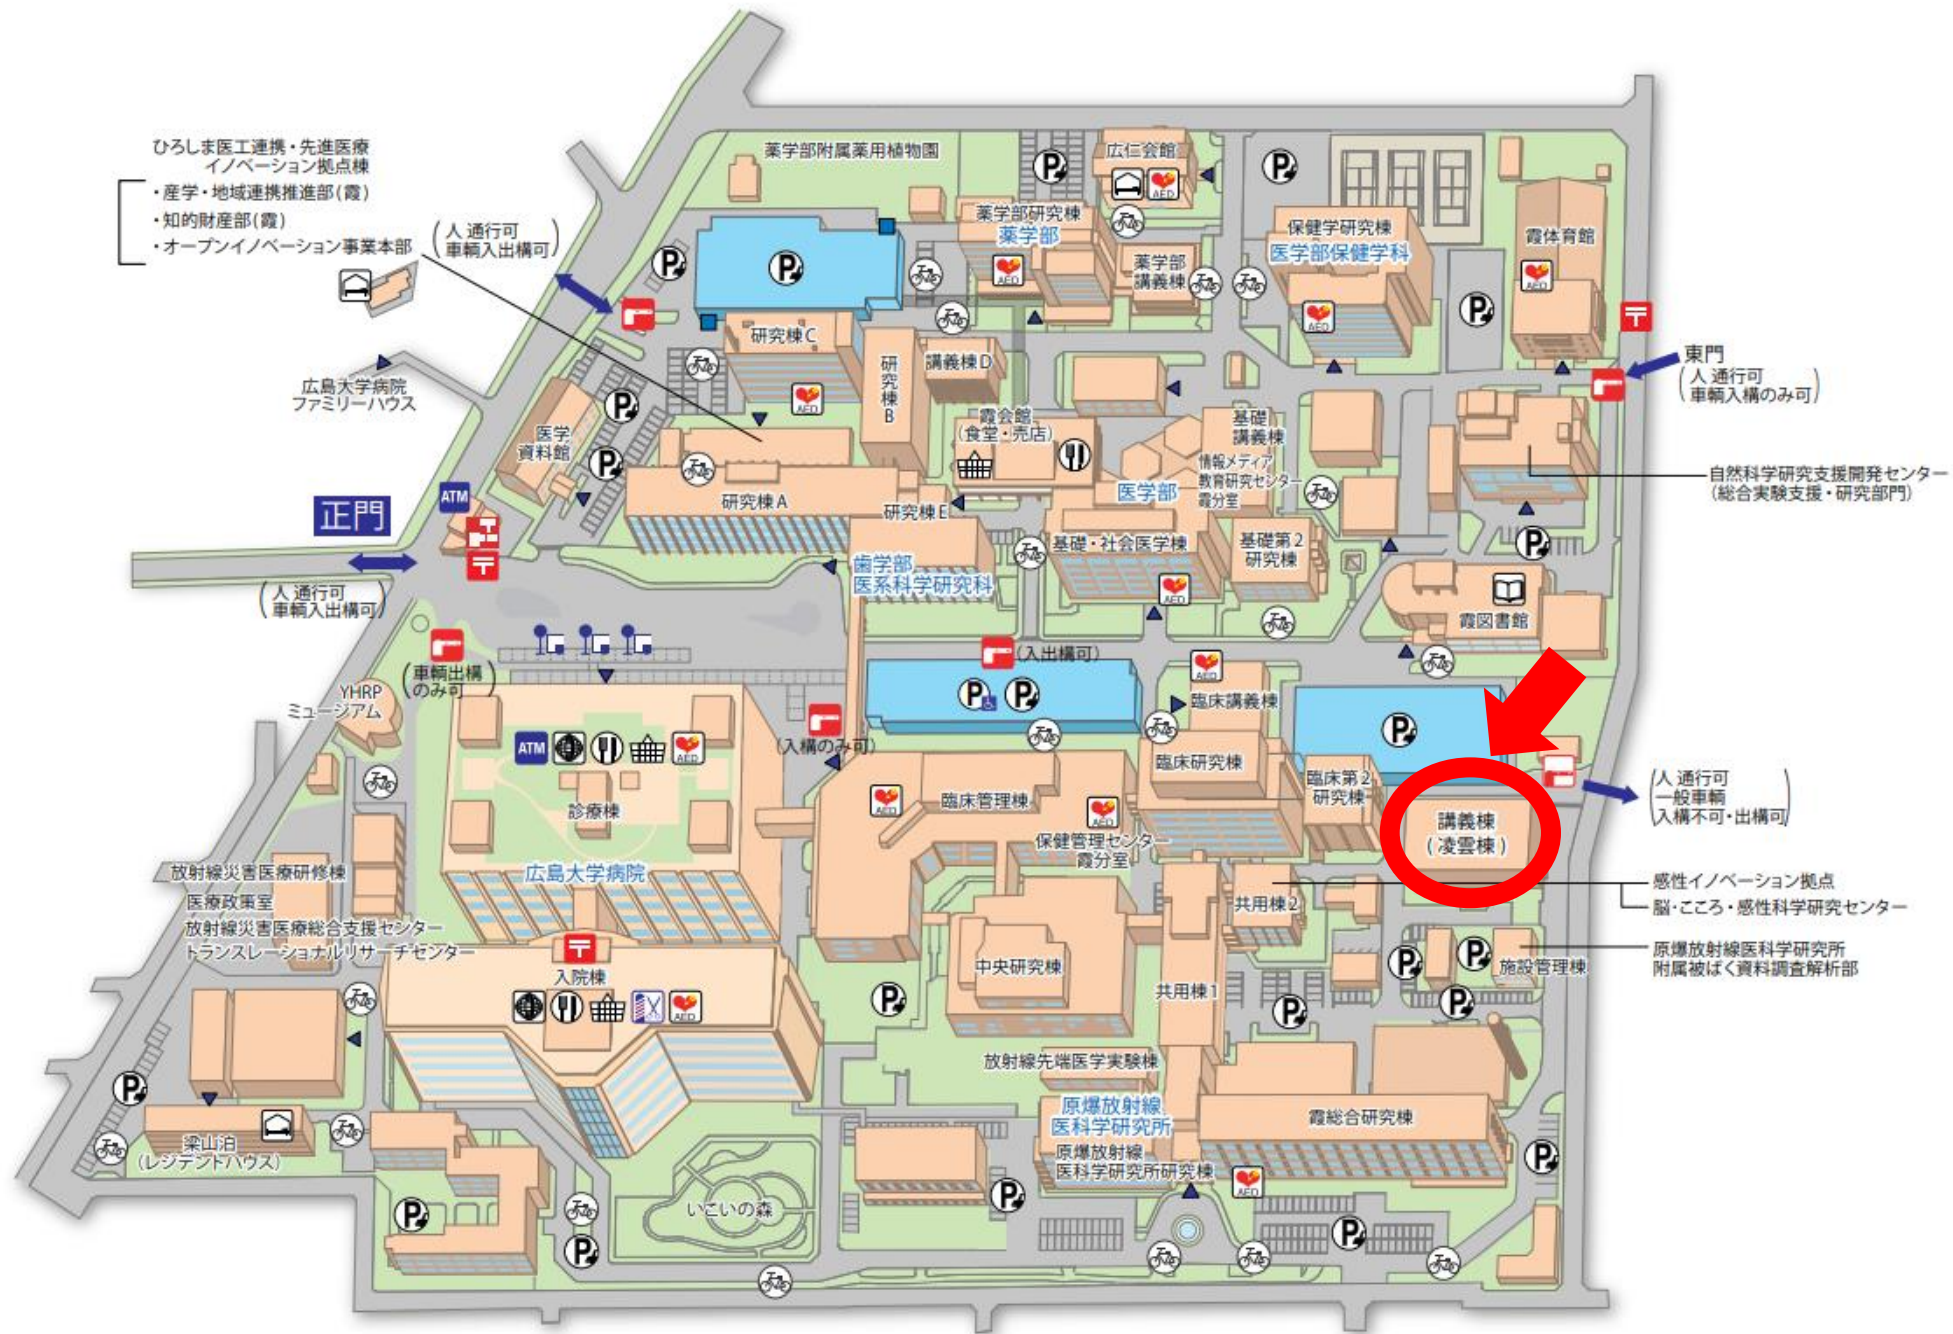 ひろしま医工連携・先進医療
イノベーション拠点棟
・産学・地域連携推進部(霞)
・知的財産部(霞)
・オープンイノベーション事業本部
(人 通行可
車輌入出構可)
広島大学病院
ファミリーハウス
薬学部附属薬用植物園
P
広仁会館
AED
P
薬学部研究棟
薬学部
AED
薬学部
講義棟
保健学研究棟
医学部保健学科
AED
霞体育館
AED
P
P
P
〒
東門
(人 通行可
車輌入構のみ可)
研究棟C
AED
研究棟B
講義棟D
P
医学
資料館
P
霞会館
(食堂・売店)
基礎
講義棟
情報メディア
教育研究センター
霞分室
医学部
自然科学研究支援開発センター
(総合実験支援・研究部門)
正門
ATM
〒
〒
(人 通行可
車輌入出構可)
研究棟A
研究棟E
歯学部
医系科学研究科
基礎・社会医学棟
AED
基礎第2
研究棟
P
霞図書館
(車輌出構
のみ可)
YHRP
ミュージアム
(入出構可)
P
P
AED
臨床講義棟
P
(入構のみ可)
ATM
AED
診療棟
広島大学病院
AED
臨床管理棟
AED
保健管理センター
霞分室
臨床研究棟
臨床第2
研究棟
講義棟
(凌雲棟)
(人 通行可
一般車輌
入構不可・出構可)
放射線災害医療研修棟
医療政策室
放射線災害医療総合支援センター
トランスレーショナルリサーチセンター
〒
入院棟
AED
P
中央研究棟
共用棟1
共用棟2
感性イノベーション拠点
脳・こころ・感性科学研究センター
原爆放射線医科学研究所
附属被ばく資料調査解析部
P
P
施設管理棟
P
P
放射線先端医学実験棟
原爆放射線
医科学研究所
原爆放射線
医科学研究所研究棟
霞総合研究棟
AED
P
P
梁山泊
(レジデントハウス)
P
P
いこいの森
P
P